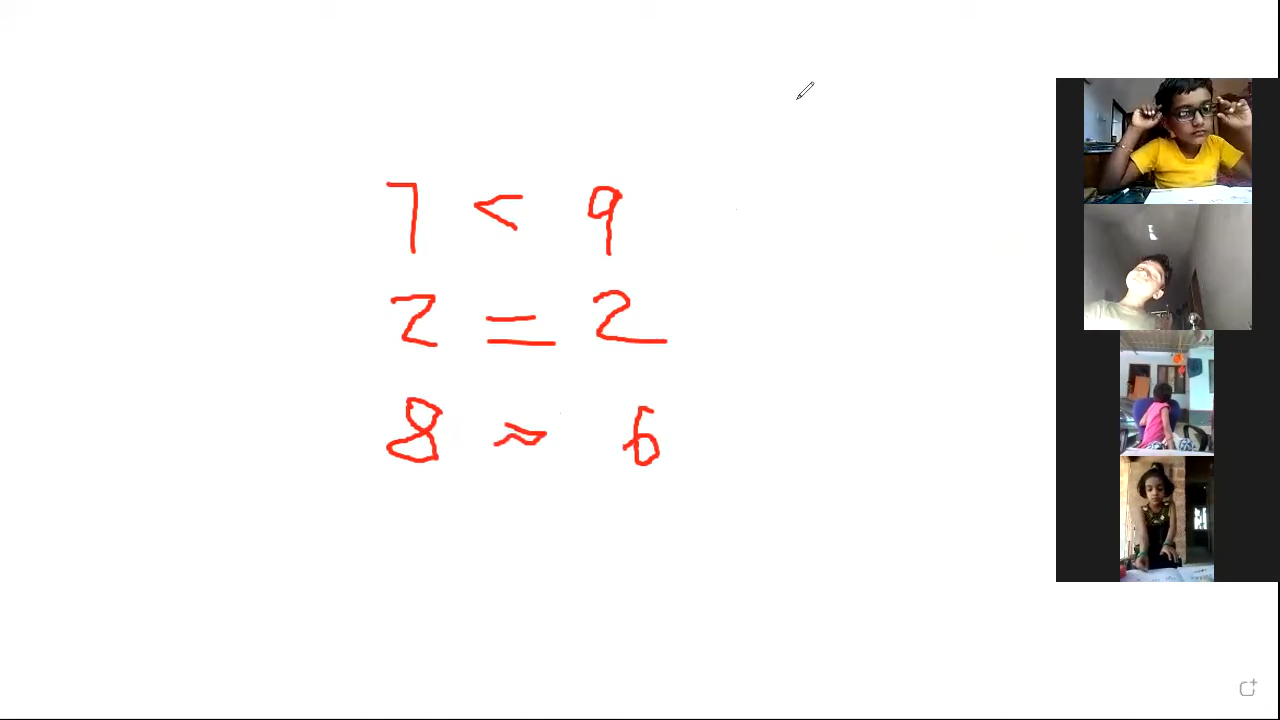 7 < 9
2 = 2
8 ≈ 6